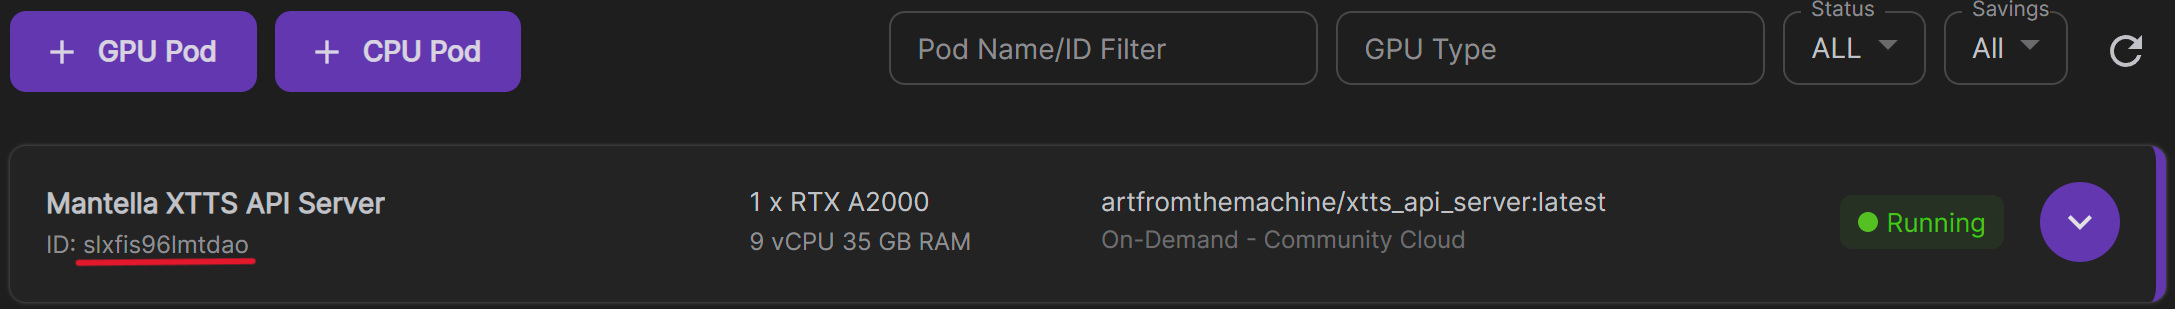 GPU Pod
CPU Pod
Pod Name/ID Filter
GPU Type
Status
ALL
Savings
All
Mantella XTTS API Server
ID: slxfis96lmtdao
1 x RTX A2000
9 vCPU 35 GB RAM
artfromthemachine/xtts_api_server:latest
On-Demand - Community Cloud
Running